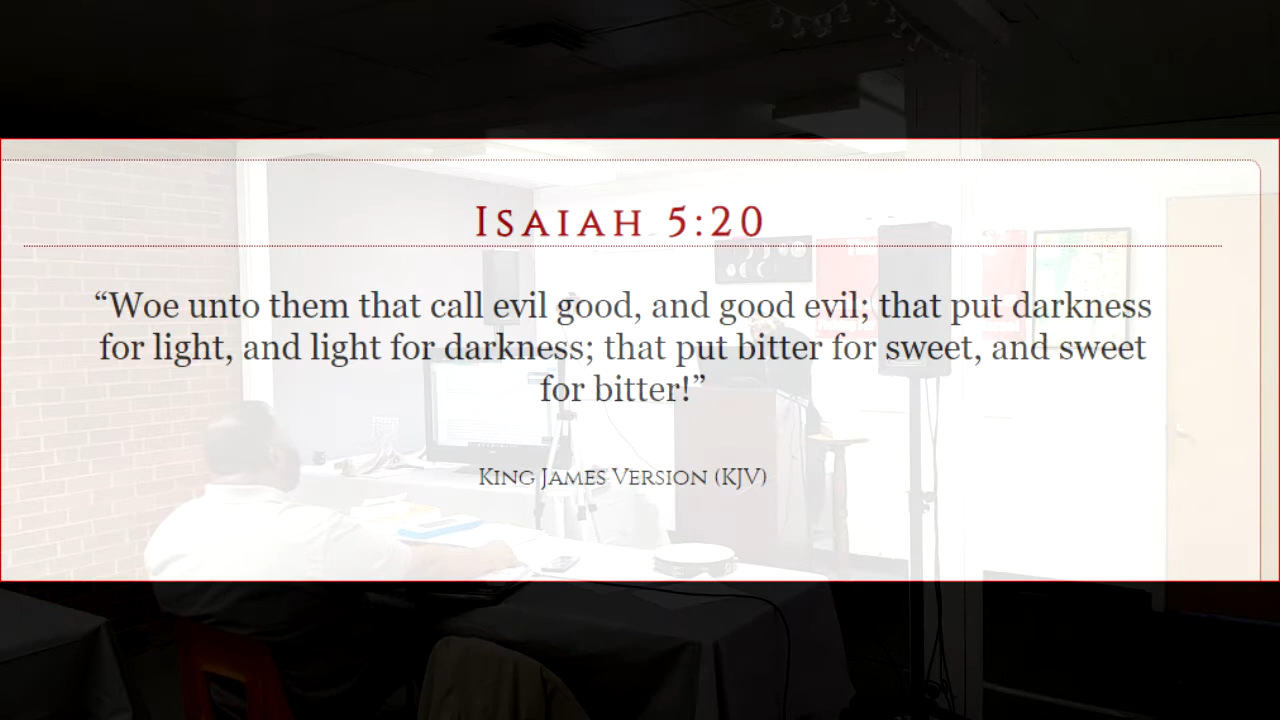 Isaiah 5:20
“Woe unto them that call evil good, and good evil; that put darkness
for light, and light for darkness; that put bitter for sweet, and sweet
for bitter!”
King James Version (KJV)